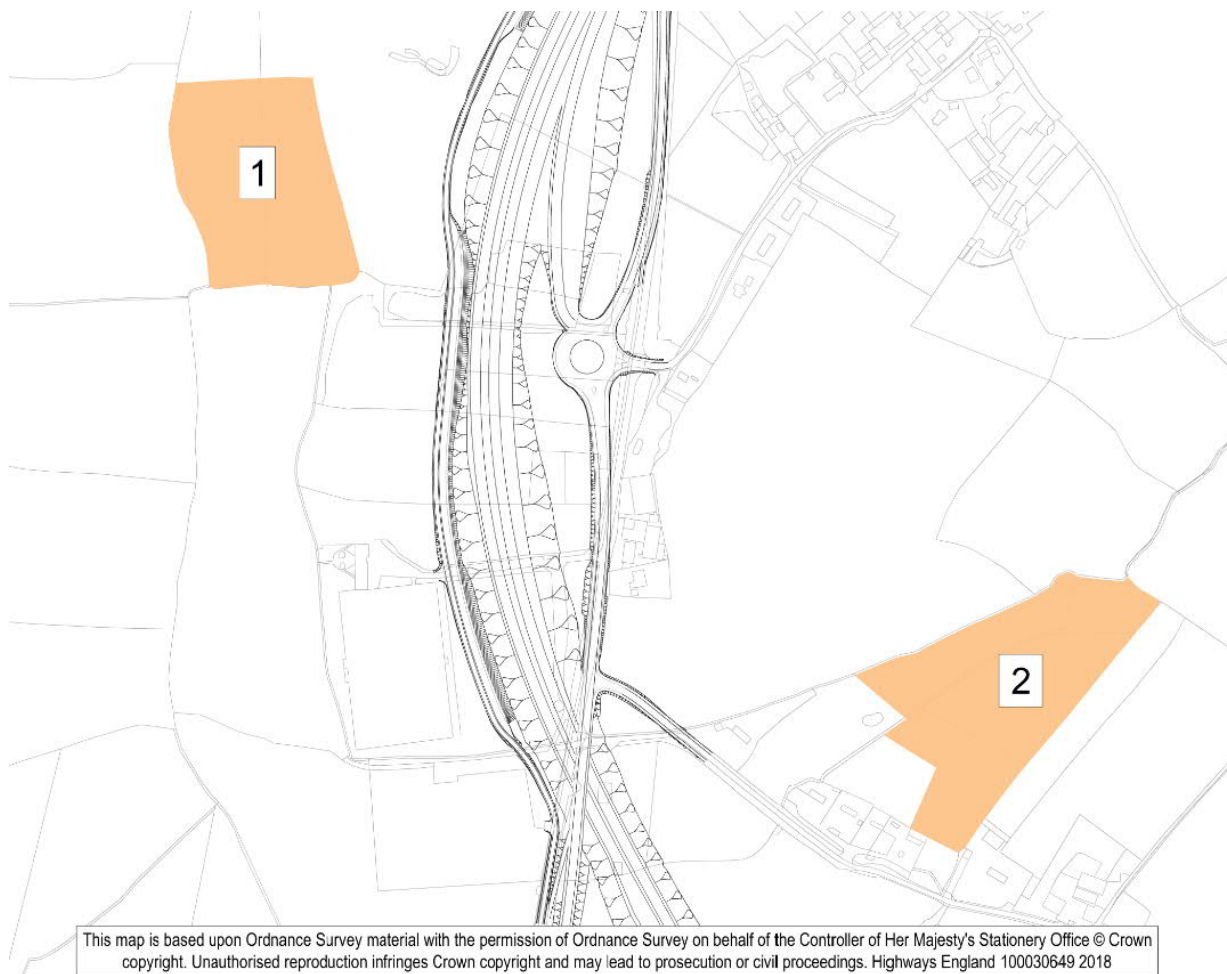 1
2
This map is based upon Ordnance Survey material with the permission of Ordnance Survey on behalf of the Controller of Her Majesty's Stationery Office © Crown
copyright. Unauthorised reproduction infringes Crown copyright and may lead to prosecution or civil proceedings. Highways England 100030649 2018